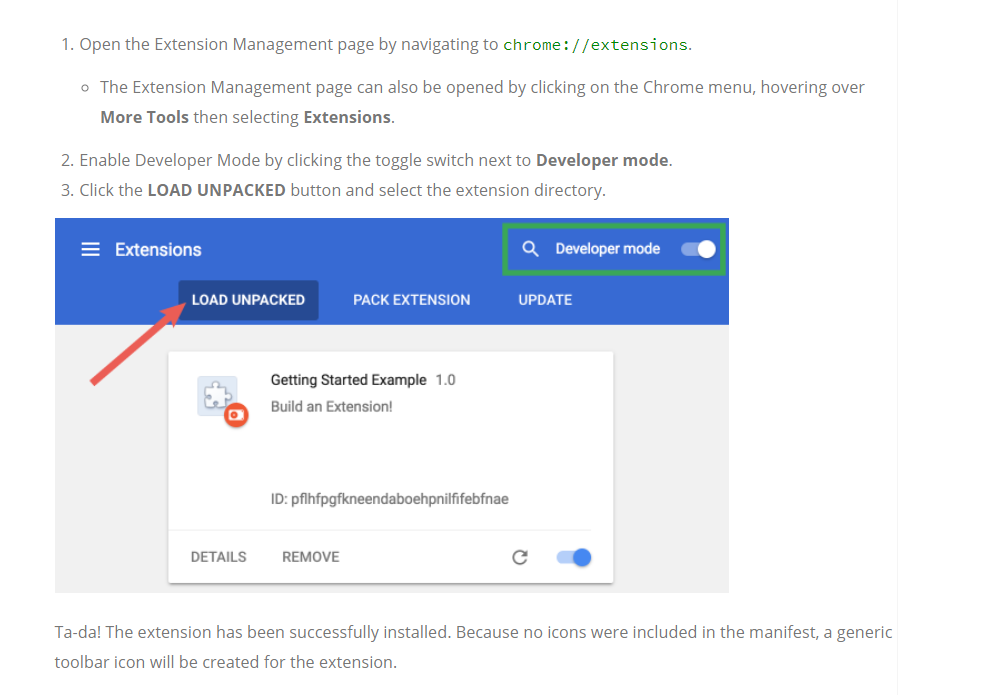 1. Open the Extension Management page by navigating to chrome://extensions.
The Extension Management page can also be opened by clicking on the Chrome menu, hovering over
More Tools then selecting Extensions.
2. Enable Developer Mode by clicking the toggle switch next to Developer mode.
3. Click the LOAD UNPACKED button and select the extension directory.
Extensions Developer mode
LOAD UNPACKED PACK EXTENSION UPDATE
Getting Started Example 1.0
Build an Extension!
ID: pflhfpgfkneendaboehpnilfifebfnae
DETAILS REMOVE
Ta-da! The extension has been successfully installed. Because no icons were included in the manifest, a generic
toolbar icon will be created for the extension.